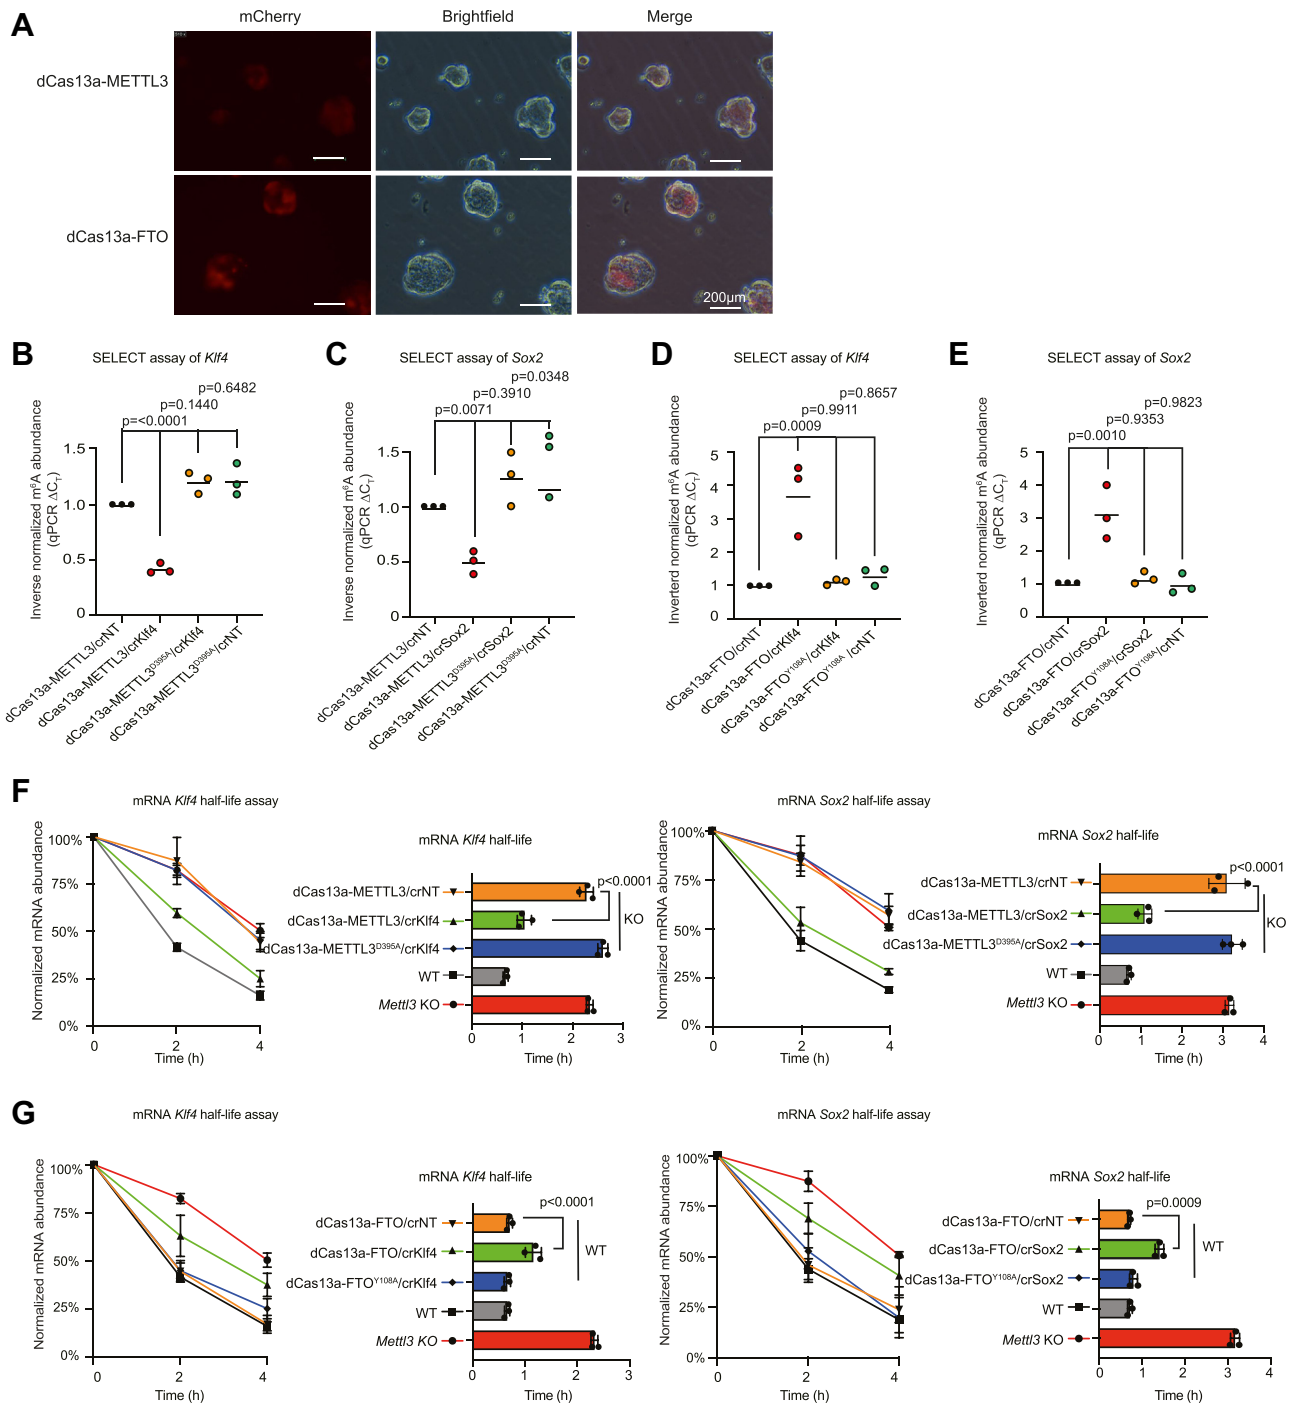 A
mCherry
Brightfield
Merge
dCas13a-METTL3
dCas13a-FTO
200μm
B
SELECT assay of Klf4
p=0.6482
p=0.1440
p=<0.0001
Inverse normalized m⁶A abundance
(qPCR ΔC_T)
1.5
1.0
0.5
0
dCas13a-METTL3/crNT
dCas13a-METTL3/crKlf4
dCas13a-METTL3ᴰ³⁹⁵ᴬ/crKlf4
dCas13a-METTL3ᴰ³⁹⁵ᴬ/crNT
C
SELECT assay of Sox2
p=0.0348
p=0.3910
p=0.0071
Inverse normalized m⁶A abundance
(qPCR ΔC_T)
1.5
1.0
0.5
0
dCas13a-METTL3/crNT
dCas13a-METTL3/crSox2
dCas13a-METTL3ᴰ³⁹⁵ᴬ/crSox2
dCas13a-METTL3ᴰ³⁹⁵ᴬ/crNT
D
SELECT assay of Klf4
p=0.8657
p=0.9911
p=0.0009
Inverterd normalized m⁶A abundance
(qPCR ΔC_T)
5
4
3
2
1
0
dCas13a-FTO/crNT
dCas13a-FTO/crKlf4
dCas13a-FTOʸ¹⁰⁸ᴬ/crKlf4
dCas13a-FTOʸ¹⁰⁸ᴬ/crNT
E
SELECT assay of Sox2
p=0.9823
p=0.9353
p=0.0010
Inverterd normalized m⁶A abundance
(qPCR ΔC_T)
5
4
3
2
1
0
dCas13a-FTO/crNT
dCas13a-FTO/crSox2
dCas13a-FTOʸ¹⁰⁸ᴬ/crSox2
dCas13a-FTOʸ¹⁰⁸ᴬ/crNT
F
mRNA Klf4 half-life assay
Normalized mRNA abundance
100%
75%
50%
25%
0%
0 2 4
Time (h)
mRNA Klf4 half-life
p<0.0001
dCas13a-METTL3/crNT
dCas13a-METTL3/crKlf4
KO
dCas13a-METTL3ᴰ³⁹⁵ᴬ/crKlf4
WT
Mettl3 KO
0 1 2 3
Time (h)
mRNA Sox2 half-life assay
Normalized mRNA abundance
100%
75%
50%
25%
0%
0 2 4
Time (h)
mRNA Sox2 half-life
p<0.0001
dCas13a-METTL3/crNT
dCas13a-METTL3/crSox2
KO
dCas13a-METTL3ᴰ³⁹⁵ᴬ/crSox2
WT
Mettl3 KO
0 1 2 3 4
Time (h)
G
mRNA Klf4 half-life assay
Normalized mRNA abundance
100%
75%
50%
25%
0%
0 2 4
Time (h)
mRNA Klf4 half-life
p<0.0001
dCas13a-FTO/crNT
dCas13a-FTO/crKlf4
WT
dCas13a-FTOʸ¹⁰⁸ᴬ/crKlf4
WT
Mettl3 KO
0 1 2 3
Time (h)
mRNA Sox2 half-life assay
Normalized mRNA abundance
100%
75%
50%
25%
0%
0 2 4
Time (h)
mRNA Sox2 half-life
p=0.0009
dCas13a-FTO/crNT
dCas13a-FTO/crSox2
WT
dCas13a-FTOʸ¹⁰⁸ᴬ/crSox2
WT
Mettl3 KO
0 1 2 3 4
Time (h)